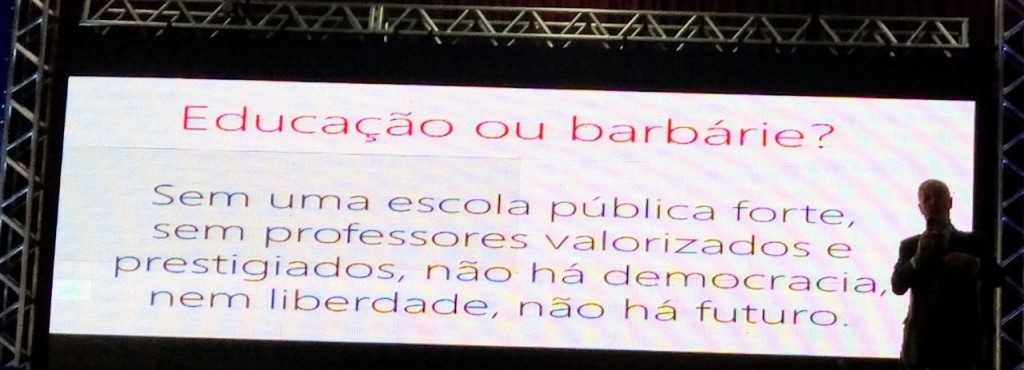 Educação ou barbárie?
Sem uma escola pública forte,
sem professores valorizados e
prestigiados, não há democracia,
nem liberdade, não há futuro.